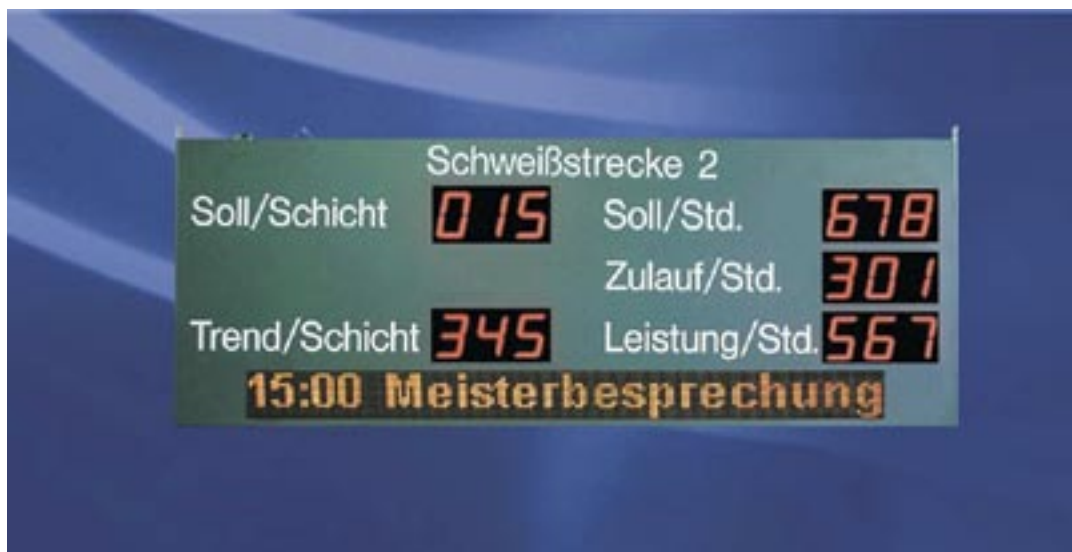 Schweißstrecke 2
Soll/Schicht 015 Soll/Std. 678
Zulauf/Std. 301
Trend/Schicht 345 Leistung/Std. 567
15:00 Meisterbesprechung